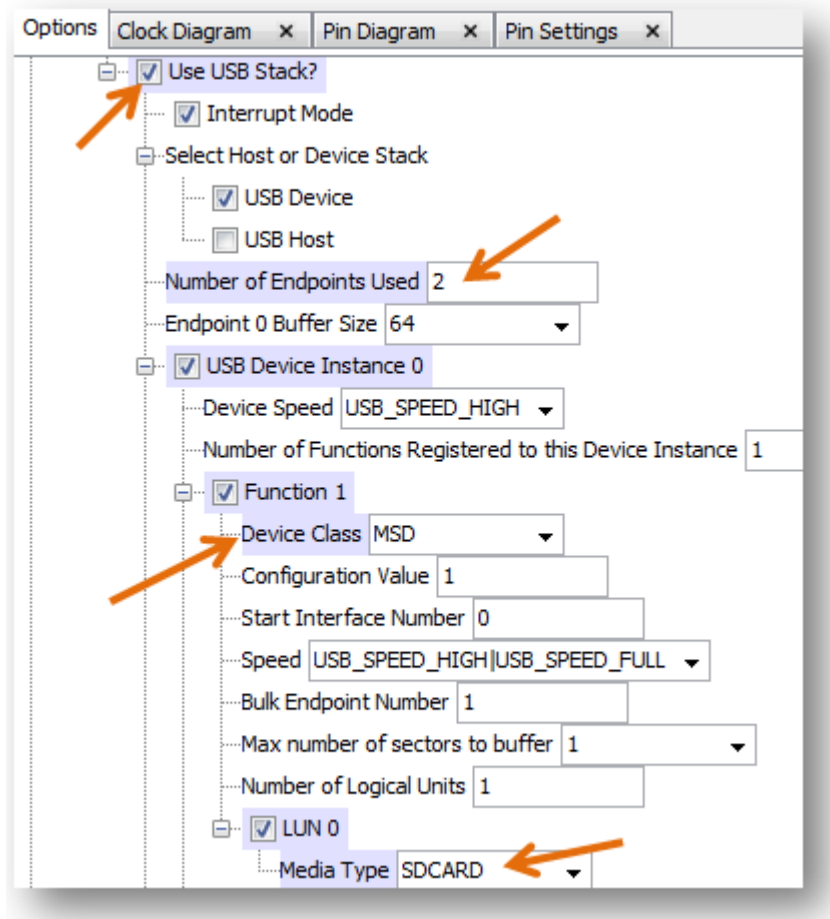 Options Clock Diagram × Pin Diagram × Pin Settings ×
Use USB Stack?
Interrupt Mode
Select Host or Device Stack
USB Device
USB Host
Number of Endpoints Used 2
Endpoint 0 Buffer Size 64
USB Device Instance 0
Device Speed USB_SPEED_HIGH
Number of Functions Registered to this Device Instance 1
Function 1
Device Class MSD
Configuration Value 1
Start Interface Number 0
Speed USB_SPEED_HIGH|USB_SPEED_FULL
Bulk Endpoint Number 1
Max number of sectors to buffer 1
Number of Logical Units 1
LUN 0
Media Type SDCARD